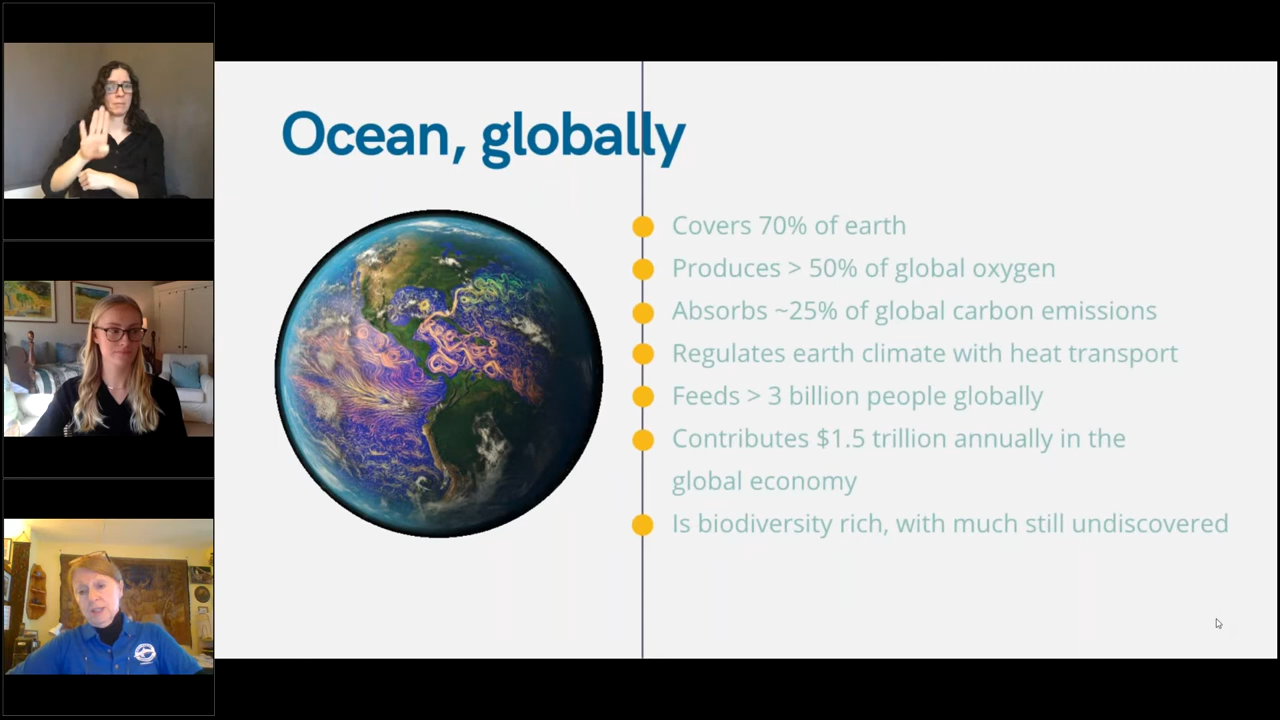 Ocean, globally
Covers 70% of earth
Produces > 50% of global oxygen
Absorbs ~25% of global carbon emissions
Regulates earth climate with heat transport
Feeds > 3 billion people globally
Contributes $1.5 trillion annually in the
global economy
Is biodiversity rich, with much still undiscovered